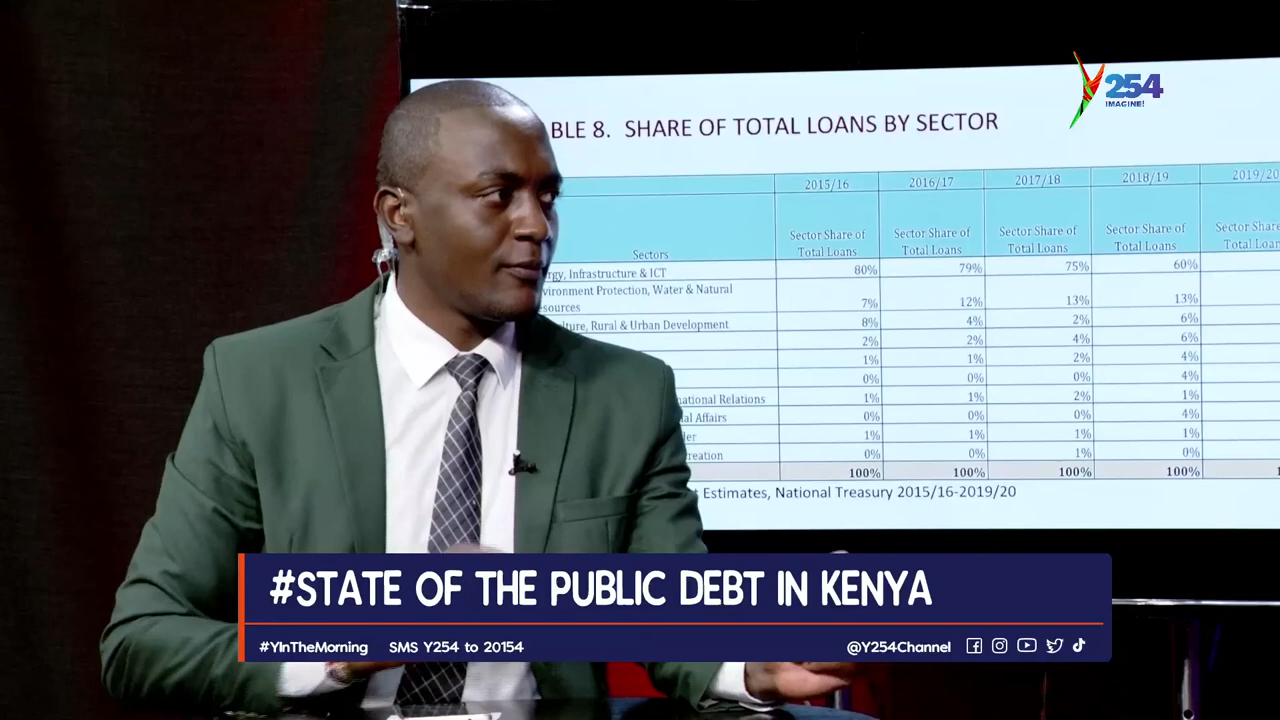 254
IMAGINE!
BLE 8. SHARE OF TOTAL LOANS BY SECTOR
2015/16 2016/17 2017/18 2018/19 2019/20
Sectors Sector Share of Total Loans Sector Share of Total Loans Sector Share of Total Loans Sector Share of Total Loans Sector Share
rgy, Infrastructure & ICT 80% 79% 75% 60%
vironment Protection, Water & Natural
esources 7% 12% 13% 13%
lture, Rural & Urban Development 8% 4% 2% 6%
2% 2% 4% 6%
1% 1% 2% 4%
0% 0% 0% 4%
national Relations 1% 1% 2% 1%
al Affairs 0% 0% 0% 4%
der 1% 1% 1% 1%
reation 0% 0% 1% 0%
100% 100% 100% 100%
t Estimates, National Treasury 2015/16-2019/20
#STATE OF THE PUBLIC DEBT IN KENYA
#YInTheMorning SMS Y254 to 20154 @Y254Channel